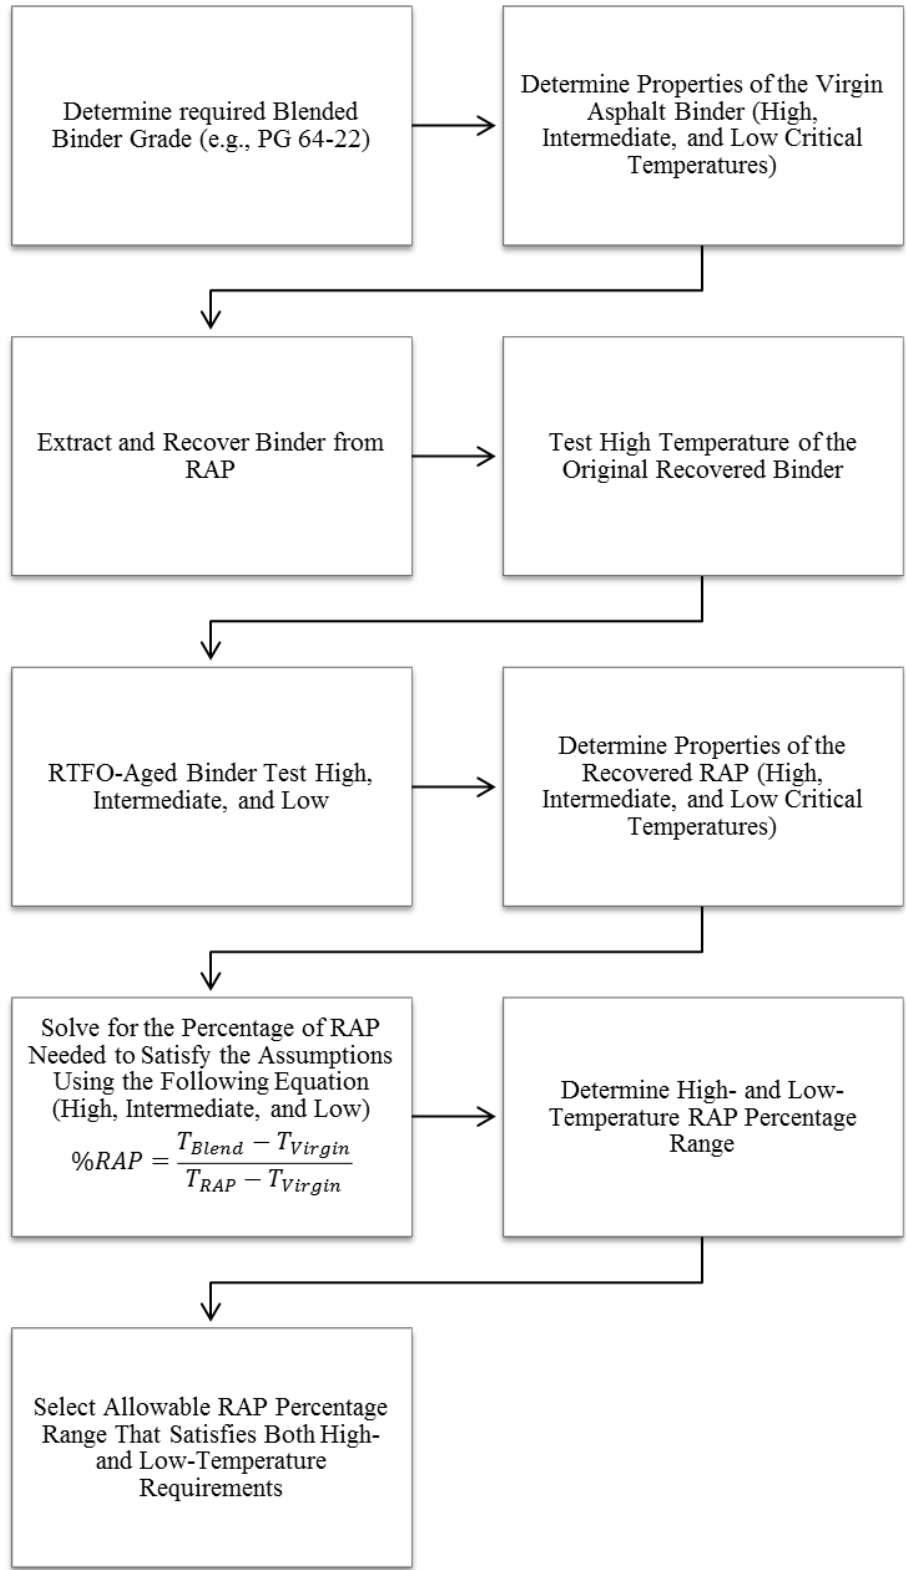 Determine required Blended
Binder Grade (e.g., PG 64-22)
Determine Properties of the Virgin
Asphalt Binder (High,
Intermediate, and Low Critical
Temperatures)
Extract and Recover Binder from
RAP
Test High Temperature of the
Original Recovered Binder
RTFO-Aged Binder Test High,
Intermediate, and Low
Determine Properties of the
Recovered RAP (High,
Intermediate, and Low Critical
Temperatures)
Solve for the Percentage of RAP
Needed to Satisfy the Assumptions
Using the Following Equation
(High, Intermediate, and Low)
%RAP = (T_Blend − T_Virgin) / (T_RAP − T_Virgin)
Determine High- and Low-
Temperature RAP Percentage
Range
Select Allowable RAP Percentage
Range That Satisfies Both High-
and Low-Temperature
Requirements